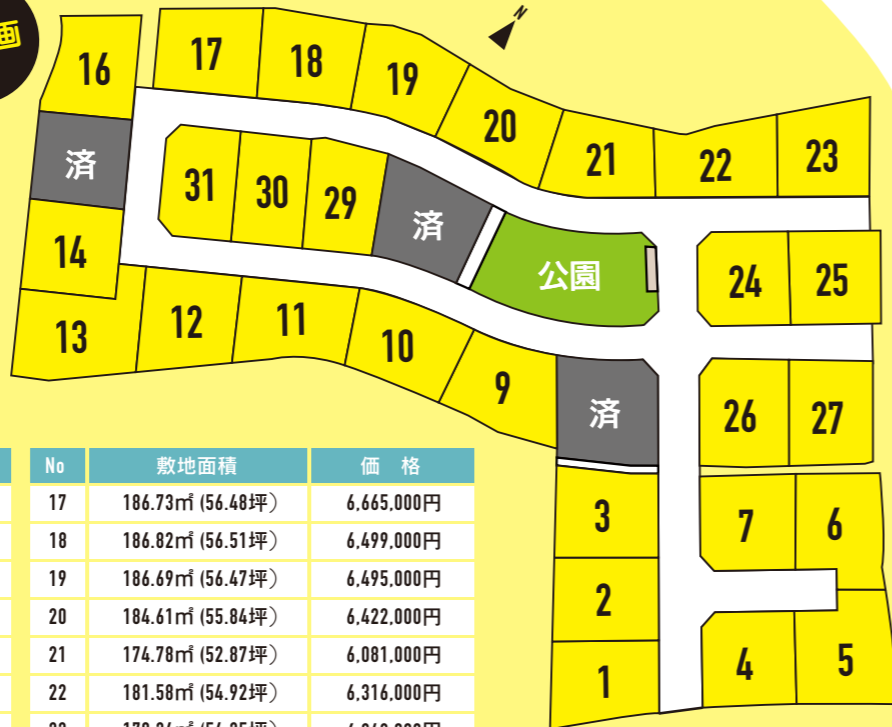 画
N
16
17
18
19
20
21
22
23
済
31
30
29
済
公園
24
25
14
13
12
11
10
9
済
26
27
3
7
6
2
1
4
5
No 敷地面積 価 格
17 186.73㎡ (56.48坪) 6,665,000円
18 186.82㎡ (56.51坪) 6,499,000円
19 186.69㎡ (56.47坪) 6,495,000円
20 184.61㎡ (55.84坪) 6,422,000円
21 174.78㎡ (52.87坪) 6,081,000円
22 181.58㎡ (54.92坪) 6,316,000円